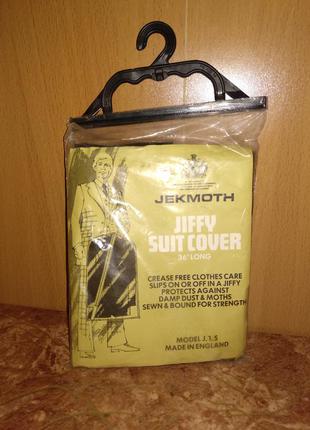 JEKMOTH
JIFFY
SUIT COVER
36" LONG
CREASE FREE CLOTHES CARE
SLIPS ON OR OFF IN A JIFFY
PROTECTS AGAINST
DAMP DUST & MOTHS
SEWN & BOUND FOR STRENGTH
MODEL J.1.S
MADE IN ENGLAND